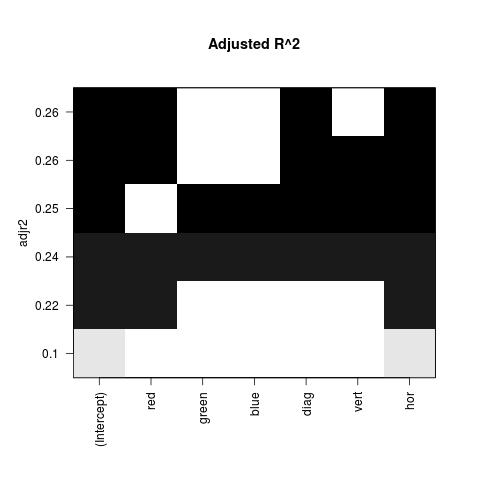 Adjusted R^2
adjr2
0.26
0.26
0.25
0.24
0.22
0.1
(Intercept)
red
green
blue
diag
vert
hor